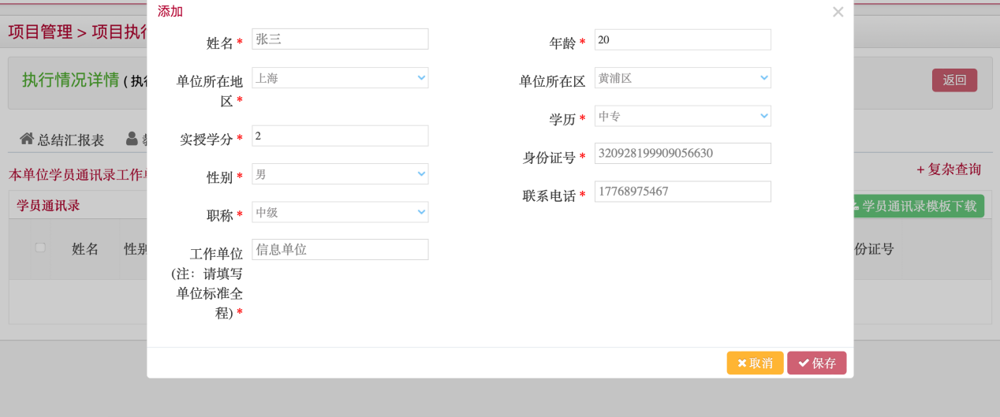 添加
×
项目管理 > 项目执行
姓名 * 张三
年龄 * 20
执行情况详情 ( 执行
返回
单位所在地
区 * 上海
单位所在区 黄浦区
学历 * 中专
总结汇报表
实授学分 * 2
身份证号 * 320928199909056630
本单位学员通讯录工作单
+ 复杂查询
性别 * 男
联系电话 * 17768975467
学员通讯录
学员通讯录模板下载
职称 * 中级
姓名 性别
份证号
工作单位
(注：请填写
单位标准全
程) * 信息单位
取消 保存